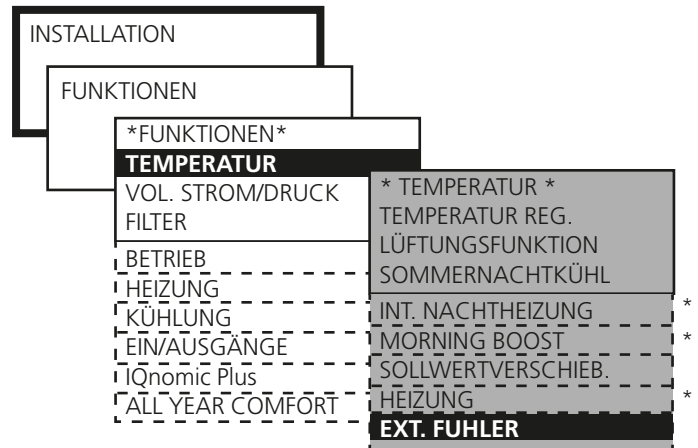 INSTALLATION
FUNKTIONEN
*FUNKTIONEN*
TEMPERATUR
VOL. STROM/DRUCK
FILTER
BETRIEB
HEIZUNG
KÜHLUNG
EIN/AUSGÄNGE
IQnomic Plus
ALL YEAR COMFORT
* TEMPERATUR *
TEMPERATUR REG.
LÜFTUNGSFUNKTION
SOMMERNACHTKÜHL
INT. NACHTHEIZUNG *
MORNING BOOST *
SOLLWERTVERSCHIEB.
HEIZUNG *
EXT. FUHLER